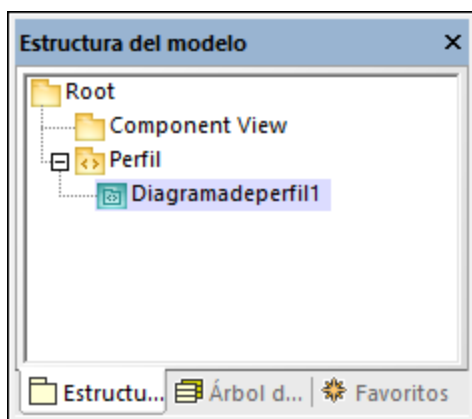 Estructura del modelo
Root
Component View
Perfil
Diagramadeperfil1
Estructu... Árbol d... Favoritos